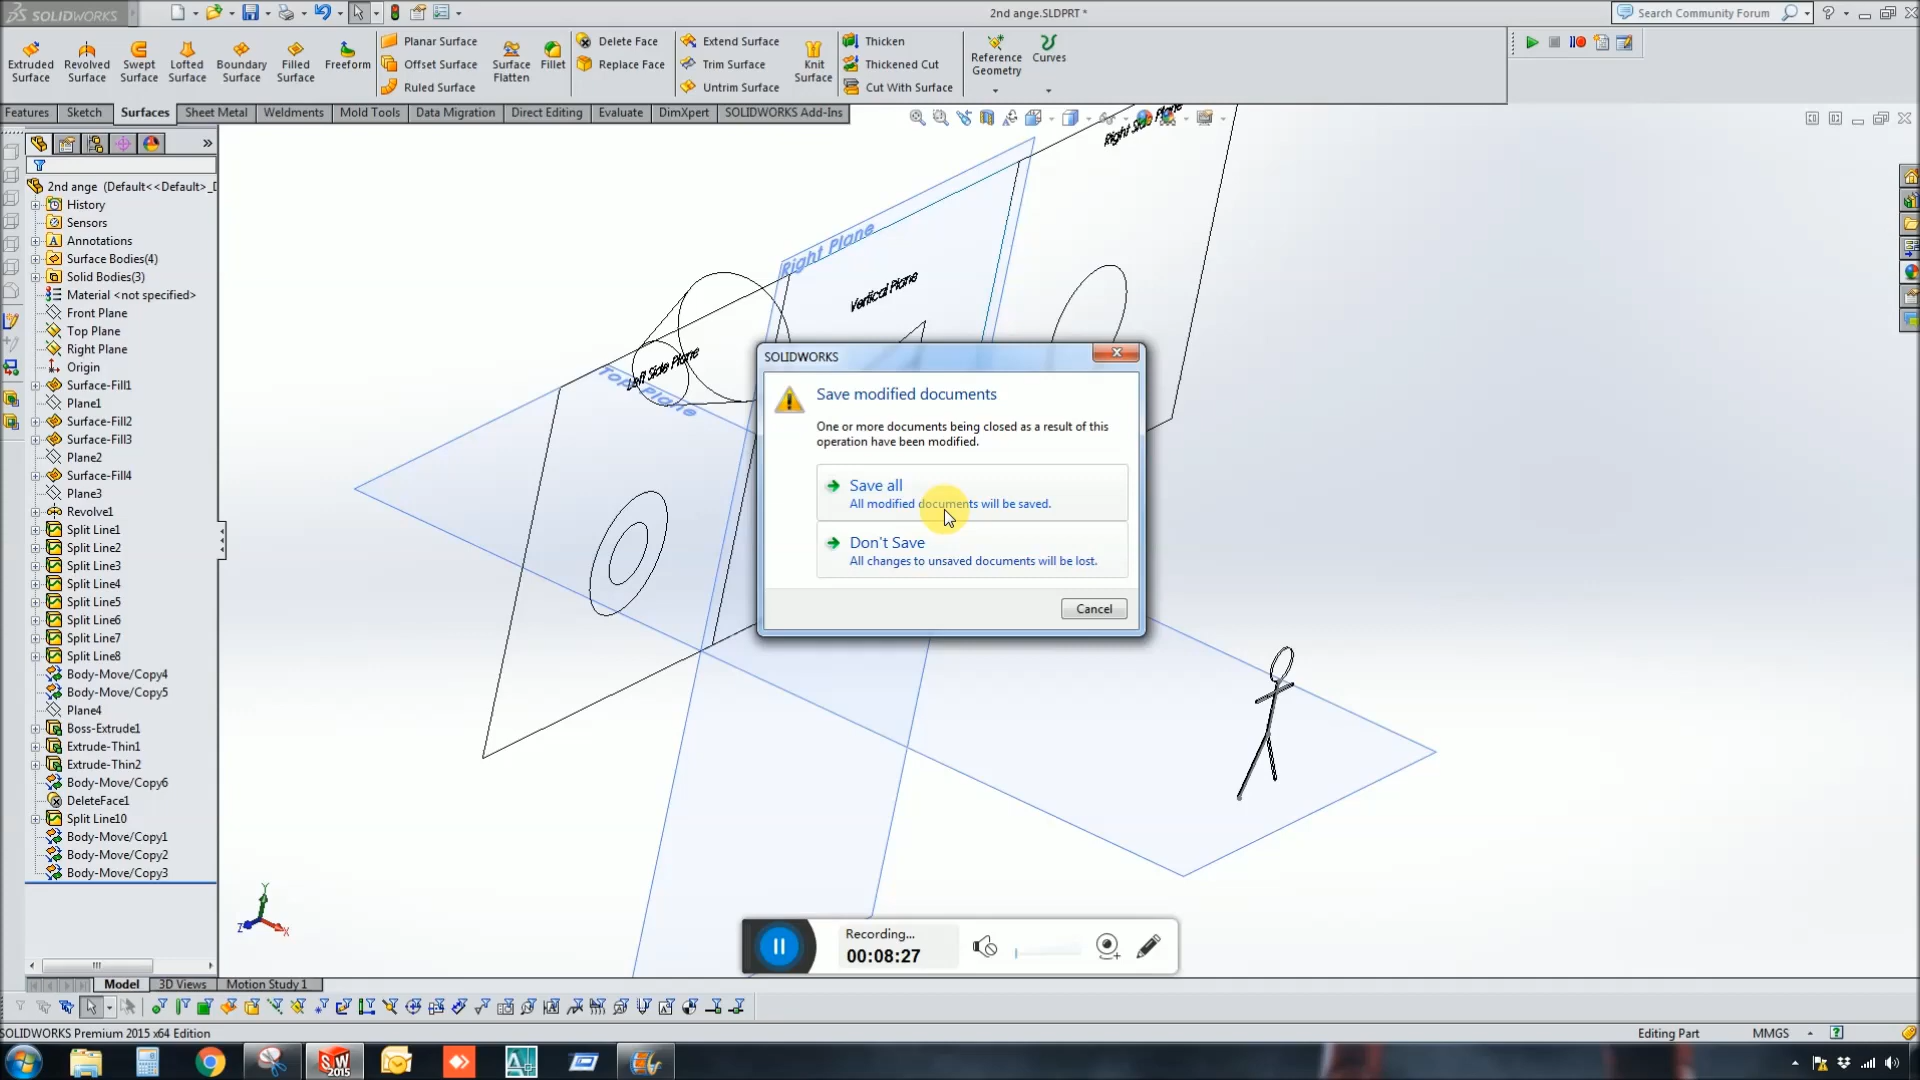 SOLIDWORKS
2nd ange.SLDPRT *
Search Community Forum
Extruded Surface
Revolved Surface
Swept Surface
Lofted Surface
Boundary Surface
Filled Surface
Freeform
Planar Surface
Offset Surface
Ruled Surface
Surface Flatten
Fillet
Delete Face
Replace Face
Extend Surface
Trim Surface
Untrim Surface
Knit Surface
Thicken
Thickened Cut
Cut With Surface
Reference Geometry
Curves
Features
Sketch
Surfaces
Sheet Metal
Weldments
Mold Tools
Data Migration
Direct Editing
Evaluate
DimXpert
SOLIDWORKS Add-Ins
2nd ange (Default<<Default>_D
History
Sensors
Annotations
Surface Bodies(4)
Solid Bodies(3)
Material <not specified>
Front Plane
Top Plane
Right Plane
Origin
Surface-Fill1
Plane1
Surface-Fill2
Surface-Fill3
Plane2
Surface-Fill4
Plane3
Revolve1
Split Line1
Split Line2
Split Line3
Split Line4
Split Line5
Split Line6
Split Line7
Split Line8
Body-Move/Copy4
Body-Move/Copy5
Plane4
Boss-Extrude1
Extrude-Thin1
Extrude-Thin2
Body-Move/Copy6
DeleteFace1
Split Line10
Body-Move/Copy1
Body-Move/Copy2
Body-Move/Copy3
Right Side Plane
Right Plane
Vertical Plane
Left Side Plane
Top Plane
SOLIDWORKS
Save modified documents
One or more documents being closed as a result of this
operation have been modified.
Save all
All modified documents will be saved.
Don't Save
All changes to unsaved documents will be lost.
Cancel
Y
Z
X
Recording...
00:08:27
Model
3D Views
Motion Study 1
SOLIDWORKS Premium 2015 x64 Edition
Editing Part
MMGS
SW
2015